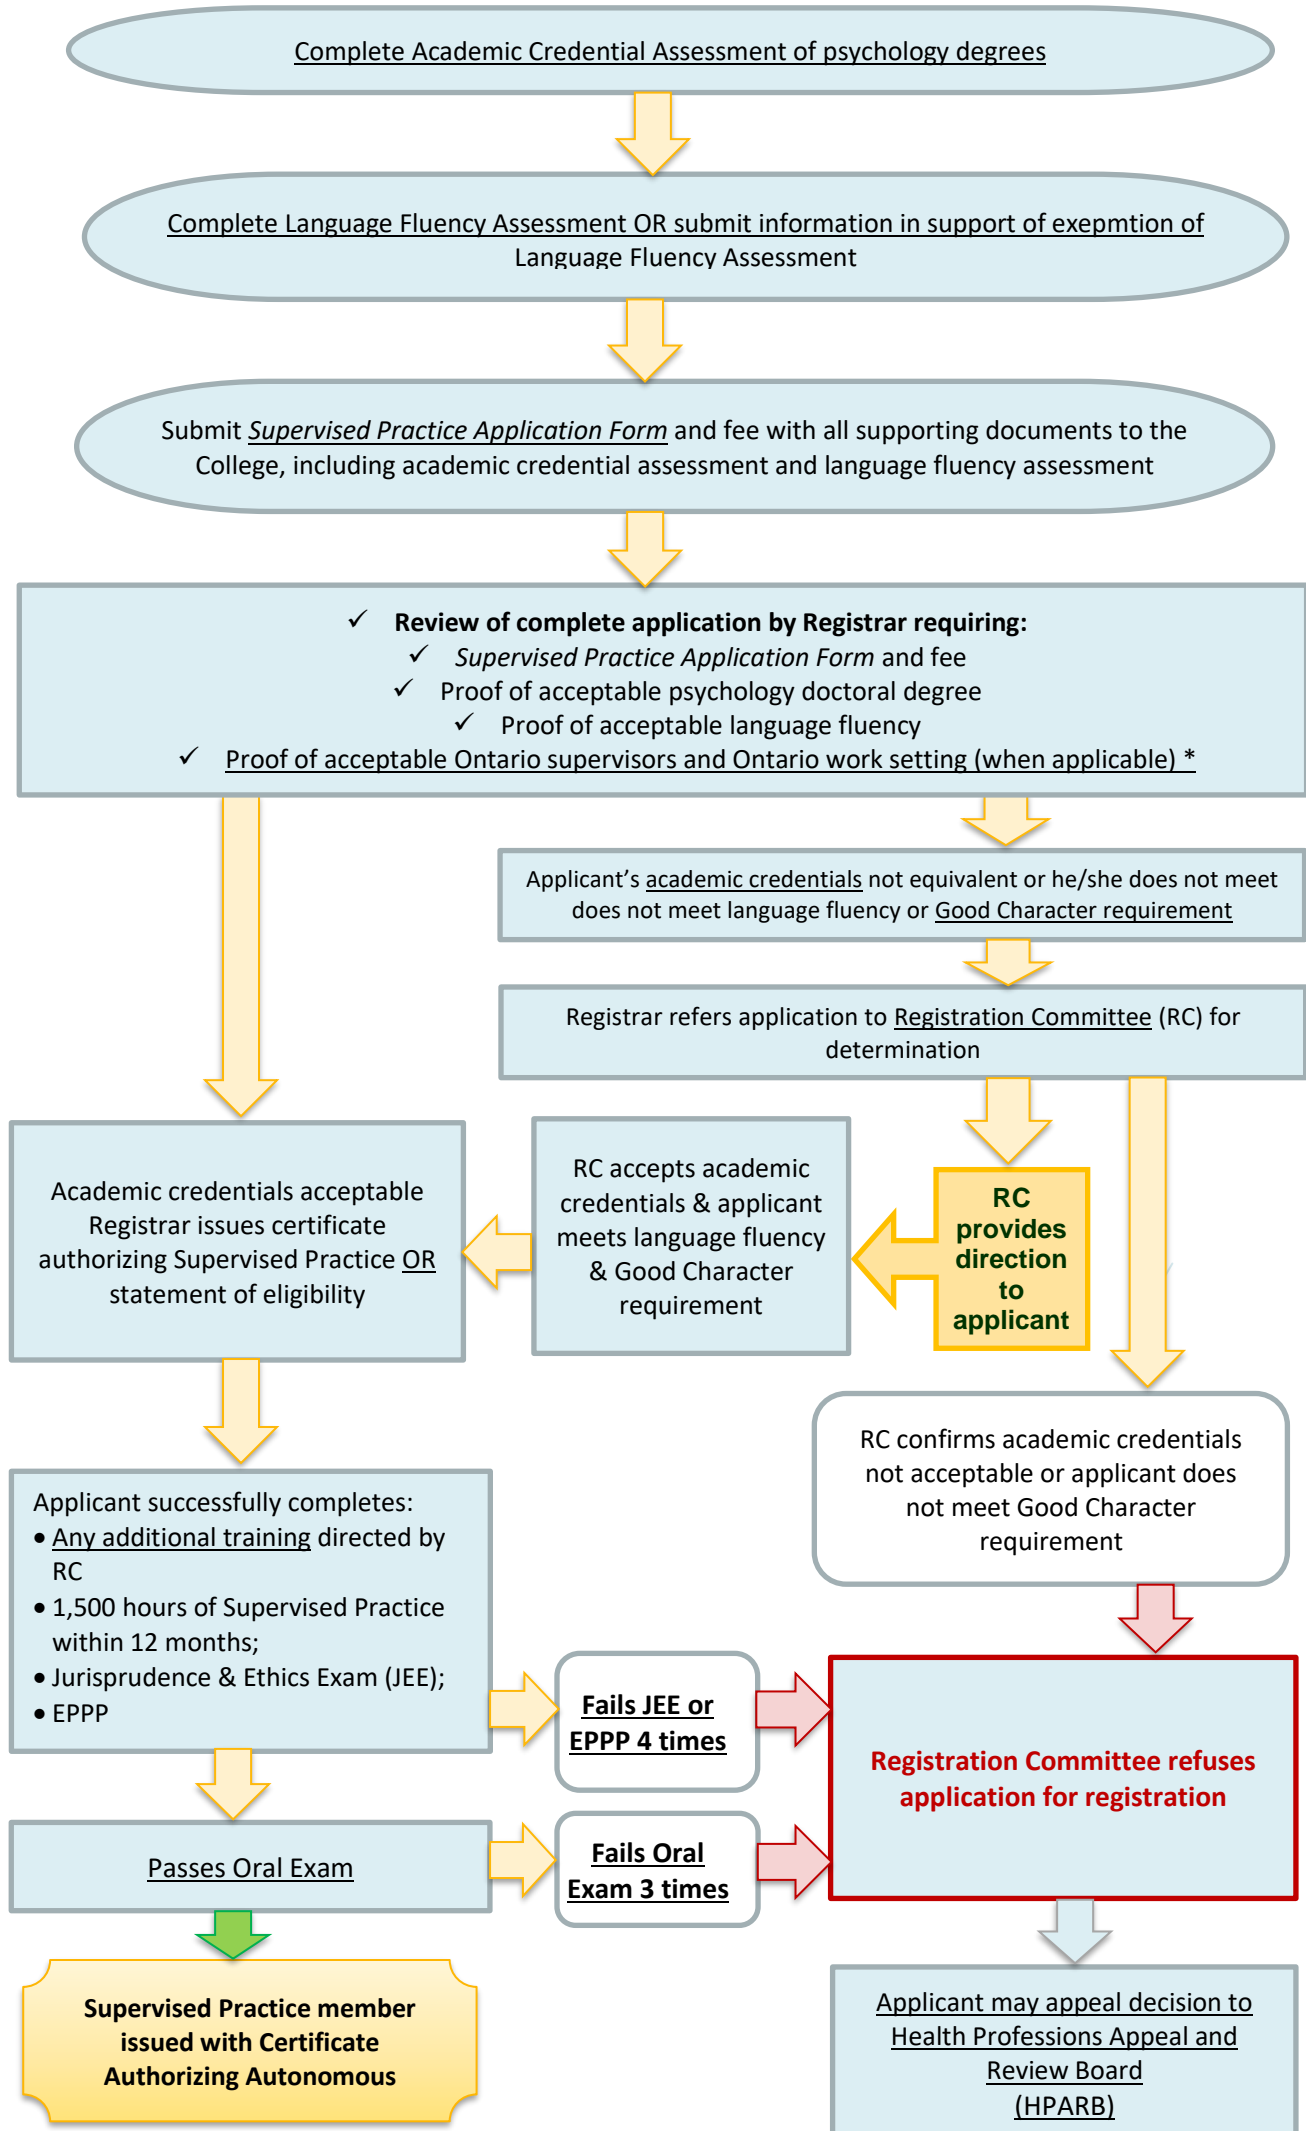 Complete Academic Credential Assessment of psychology degrees
Complete Language Fluency Assessment OR submit information in support of exepmtion of
Language Fluency Assessment
Submit Supervised Practice Application Form and fee with all supporting documents to the
College, including academic credential assessment and language fluency assessment
✓ Review of complete application by Registrar requiring:
✓ Supervised Practice Application Form and fee
✓ Proof of acceptable psychology doctoral degree
✓ Proof of acceptable language fluency
✓ Proof of acceptable Ontario supervisors and Ontario work setting (when applicable) *
Applicant's academic credentials not equivalent or he/she does not meet
does not meet language fluency or Good Character requirement
Registrar refers application to Registration Committee (RC) for
determination
Academic credentials acceptable
Registrar issues certificate
authorizing Supervised Practice OR
statement of eligibility
RC accepts academic
credentials & applicant
meets language fluency
& Good Character
requirement
RC
provides
direction
to
applicant
RC confirms academic credentials
not acceptable or applicant does
not meet Good Character
requirement
Applicant successfully completes:
• Any additional training directed by
RC
• 1,500 hours of Supervised Practice
within 12 months;
• Jurisprudence & Ethics Exam (JEE);
• EPPP
Fails JEE or
EPPP 4 times
Registration Committee refuses
application for registration
Passes Oral Exam
Fails Oral
Exam 3 times
Supervised Practice member
issued with Certificate
Authorizing Autonomous
Applicant may appeal decision to
Health Professions Appeal and
Review Board
(HPARB)